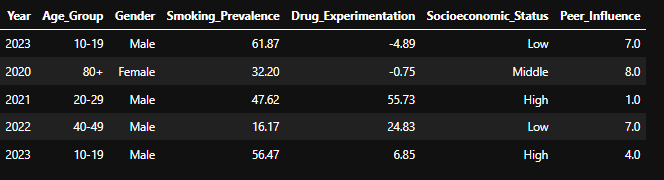 Year Age_Group Gender Smoking_Prevalence Drug_Experimentation Socioeconomic_Status Peer_Influence
2023 10-19 Male 61.87 -4.89 Low 7.0
2020 80+ Female 32.20 -0.75 Middle 8.0
2021 20-29 Male 47.62 55.73 High 1.0
2022 40-49 Male 16.17 24.83 Low 7.0
2023 10-19 Male 56.47 6.85 High 4.0